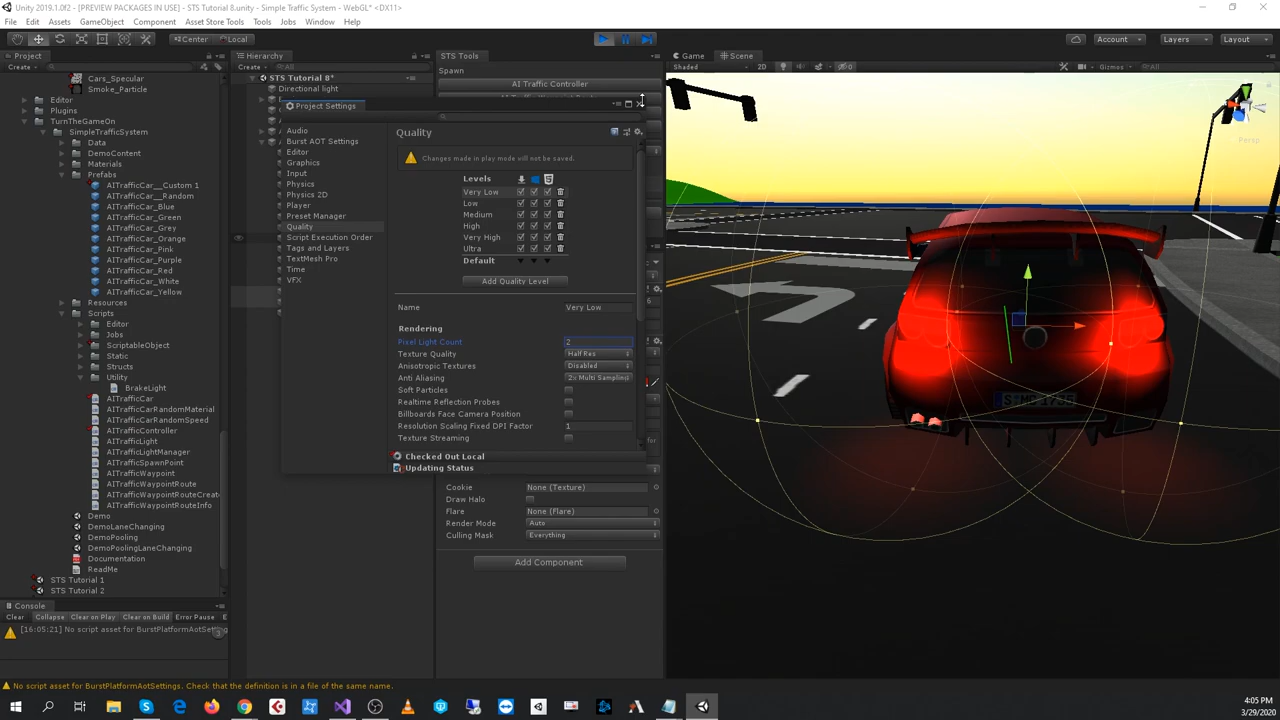 Unity 2019.1.0f2 - [PREVIEW PACKAGES IN USE] - STS Tutorial 8.unity - Simple Traffic System - WebGL* <DX11>
File Edit Assets GameObject Component Asset Store Tools Tools Jobs Window Help
Center Local
Account Layers Layout
Project
Create
Cars_Specular
Smoke_Particle
Editor
Plugins
TurnTheGameOn
SimpleTrafficSystem
Data
DemoContent
Materials
Prefabs
AITrafficCar__Custom 1
AITrafficCar__Random
AITrafficCar_Blue
AITrafficCar_Green
AITrafficCar_Grey
AITrafficCar_Orange
AITrafficCar_Pink
AITrafficCar_Purple
AITrafficCar_Red
AITrafficCar_White
AITrafficCar_Yellow
Resources
Scripts
Editor
Jobs
ScriptableObject
Static
Structs
Utility
BrakeLight
AITrafficCar
AITrafficCarRandomMaterial
AITrafficCarRandomSpeed
AITrafficController
AITrafficLight
AITrafficLightManager
AITrafficSpawnPoint
AITrafficWaypoint
AITrafficWaypointRoute
AITrafficWaypointRouteCreato
AITrafficWaypointRouteInfo
Demo
DemoLaneChanging
DemoPooling
DemoPoolingLaneChanging
Documentation
ReadMe
STS Tutorial 1
STS Tutorial 2
Hierarchy
Create All
STS Tutorial 8*
Directional light
STS Tools
Spawn
AI Traffic Controller
Project Settings
Audio
Burst AOT Settings
Editor
Graphics
Input
Physics
Physics 2D
Player
Preset Manager
Quality
Script Execution Order
Tags and Layers
TextMesh Pro
Time
VFX
Quality
Changes made in play mode will not be saved.
Levels
Very Low
Low
Medium
High
Very High
Ultra
Default
Add Quality Level
Name Very Low
Rendering
Pixel Light Count 2
Texture Quality Half Res
Anisotropic Textures Disabled
Anti Aliasing 2x Multi Sampling
Soft Particles
Realtime Reflection Probes
Billboards Face Camera Position
Resolution Scaling Fixed DPI Factor 1
Texture Streaming
Checked Out Local
Updating Status
Cookie None (Texture)
Draw Halo
Flare None (Flare)
Render Mode Auto
Culling Mask Everything
Add Component
Game Scene
Shaded 2D 0 Gizmos All
Persp
Console
Clear Collapse Clear on Play Clear on Build Error Pause E
[16:05:21] No script asset for BurstPlatformAotSetting 3
No script asset for BurstPlatformAotSettings. Check that the definition is in a file of the same name.
4:05 PM
3/29/2020